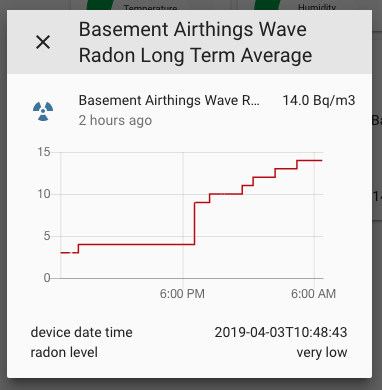 Temperature
Humidity
Basement Airthings Wave
Radon Long Term Average
Basement Airthings Wave R...
14.0 Bq/m3
2 hours ago
15
10
5
0
6:00 PM
6:00 AM
device date time
2019-04-03T10:48:43
radon level
very low